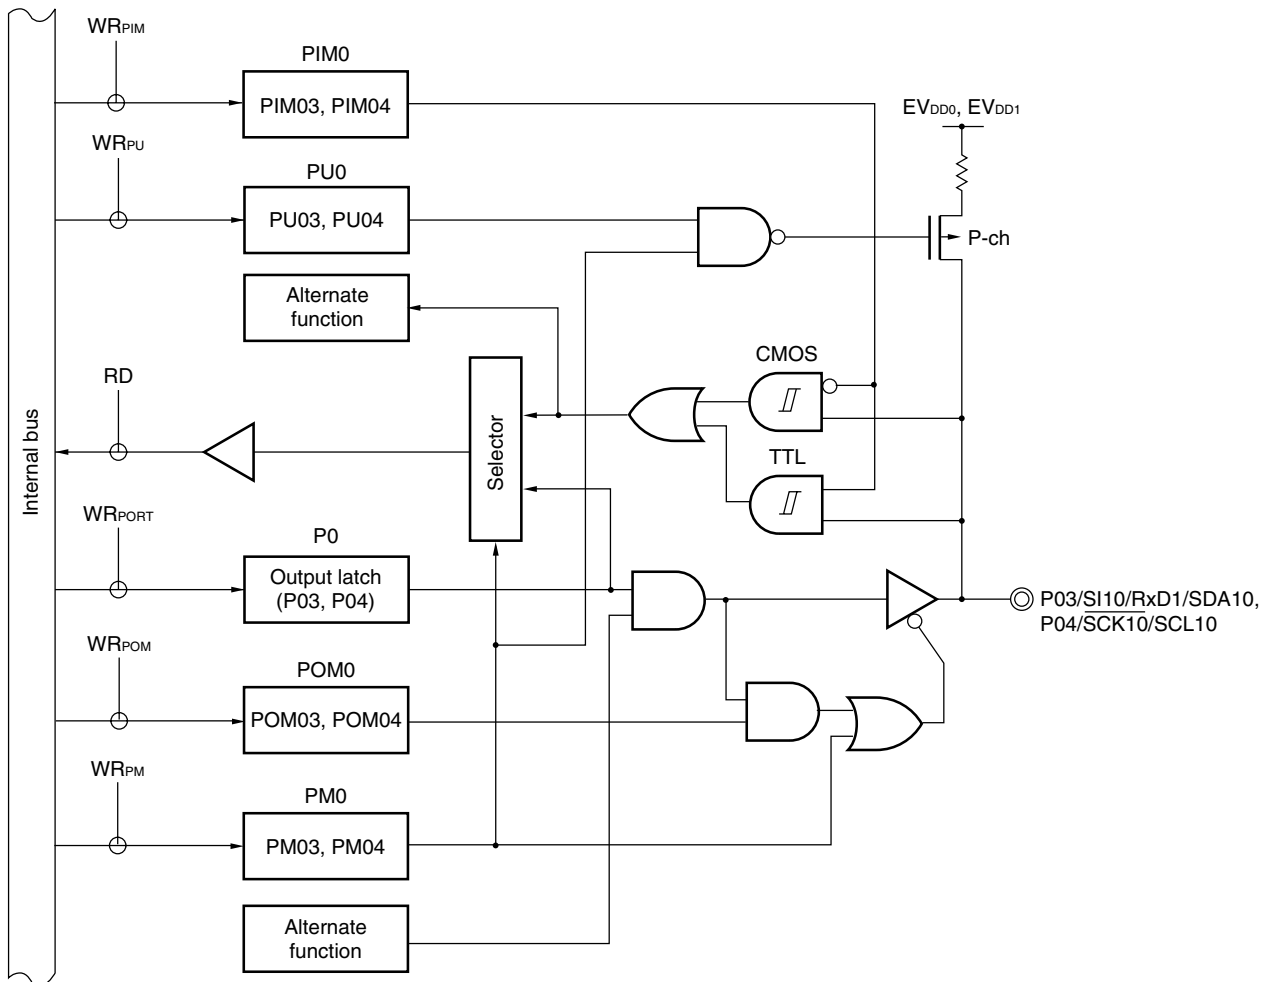 WRPIM
PIM0
PIM03, PIM04
EVDD0, EVDD1
WRPU
PU0
PU03, PU04
P-ch
Alternate
function
CMOS
RD
Selector
TTL
Internal bus
WRPORT
P0
Output latch
(P03, P04)
P03/SI10/RxD1/SDA10,
P04/SCK10/SCL10
WRPOM
POM0
POM03, POM04
WRPM
PM0
PM03, PM04
Alternate
function